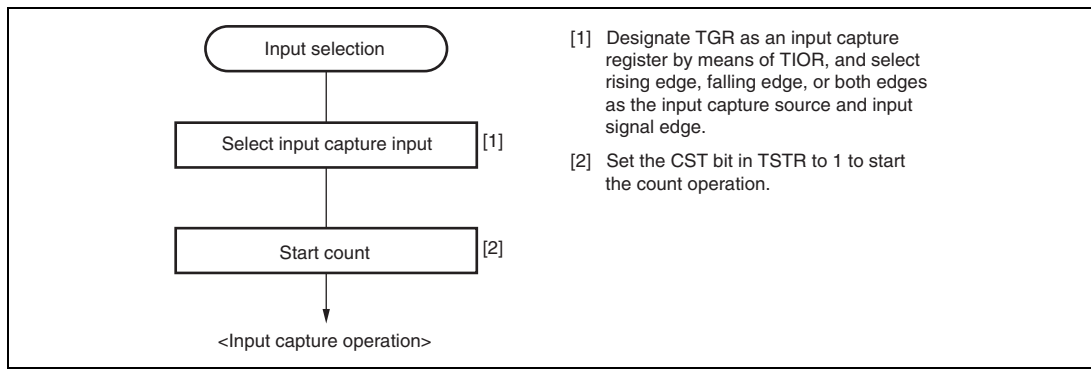 Input selection
Select input capture input
[1]
Start count
[2]
<Input capture operation>
[1] Designate TGR as an input capture
register by means of TIOR, and select
rising edge, falling edge, or both edges
as the input capture source and input
signal edge.
[2] Set the CST bit in TSTR to 1 to start
the count operation.